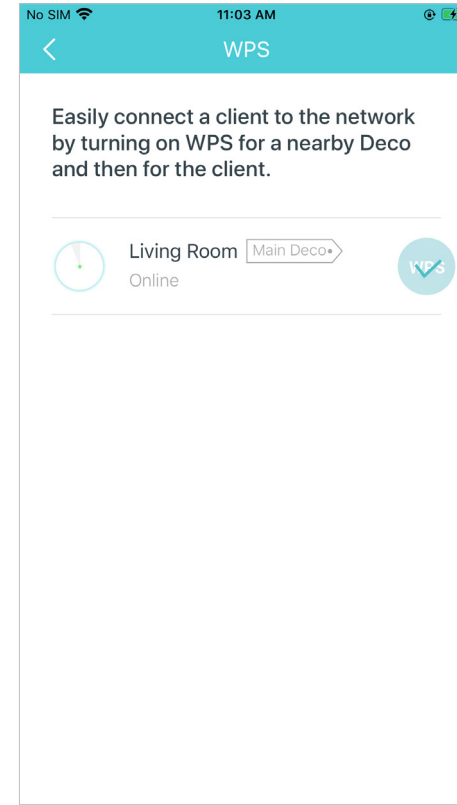 No SIM 11:03 AM
WPS
Easily connect a client to the network
by turning on WPS for a nearby Deco
and then for the client.
Living Room Main Deco
Online
WPS